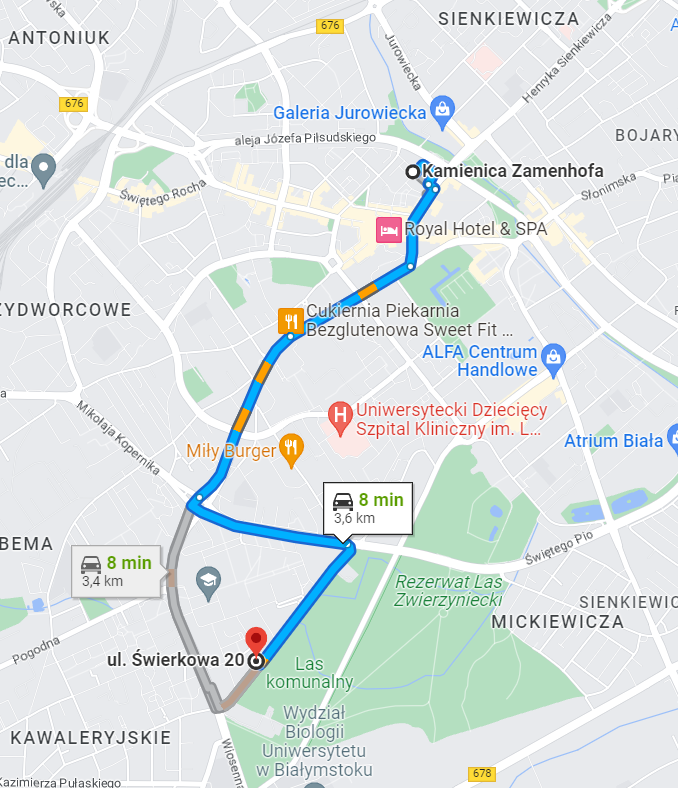 SIENKIEWICZA
676
ANTONIUK
Jurowiecka
Henryka Sienkiewicza
676
Galeria Jurowiecka
aleja Józefa Piłsudskiego
BOJARY
dla
ec...
Kamienica Zamenhofa
Świętego Rocha
Słonimska
Royal Hotel & SPA
ZYDWORCOWE
Cukiernia Piekarnia
Bezglutenowa Sweet Fit ...
ALFA Centrum
Handlowe
Mikołaja Kopernika
Uniwersytecki Dziecięcy
Szpital Kliniczny im. L...
Atrium Biała
Miły Burger
8 min
3,6 km
BEMA
8 min
3,4 km
Świętego Pio
Rezerwat Las
Zwierzyniecki
SIENKIEWICZ
MICKIEWICZA
Pogodna
ul. Świerkowa 20
Las
komunalny
Wydział
Biologii
Uniwersytetu
w Białymstoku
KAWALERYJSKIE
Wiosenna
678
Kazimierza Pułaskiego